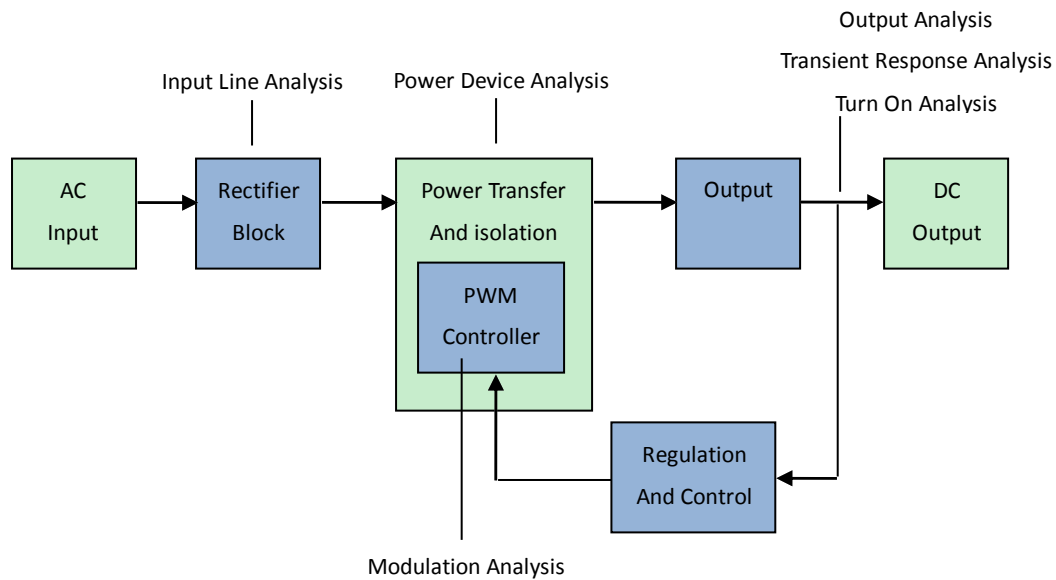 Output Analysis
Transient Response Analysis
Turn On Analysis
Input Line Analysis
Power Device Analysis
AC
Input
Rectifier
Block
Power Transfer
And isolation
PWM
Controller
Output
DC
Output
Regulation
And Control
Modulation Analysis